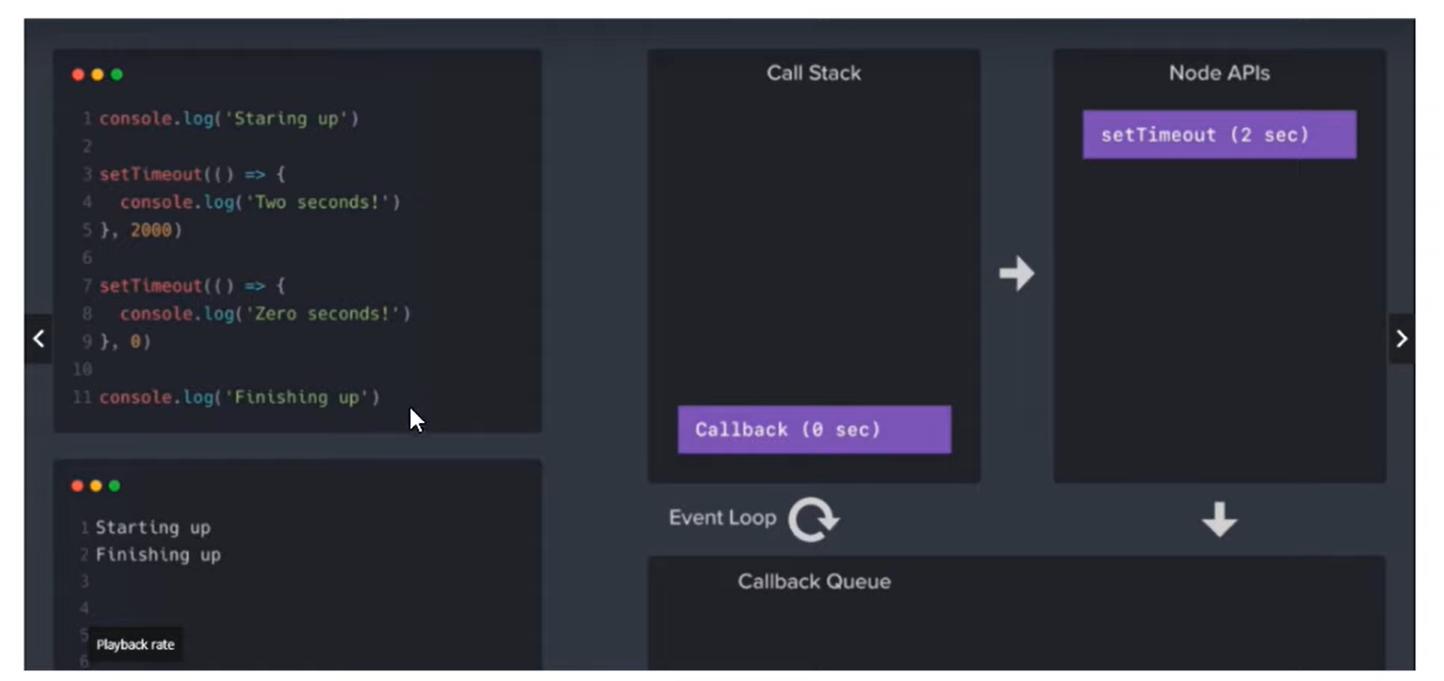 1 console.log('Staring up')
2
3 setTimeout(() => {
4 console.log('Two seconds!')
5 }, 2000)
6
7 setTimeout(() => {
8 console.log('Zero seconds!')
9 }, 0)
10
11 console.log('Finishing up')
1 Starting up
2 Finishing up
3
4
5
Playback rate
6
Call Stack
Callback (0 sec)
Event Loop
Node APIs
setTimeout (2 sec)
Callback Queue